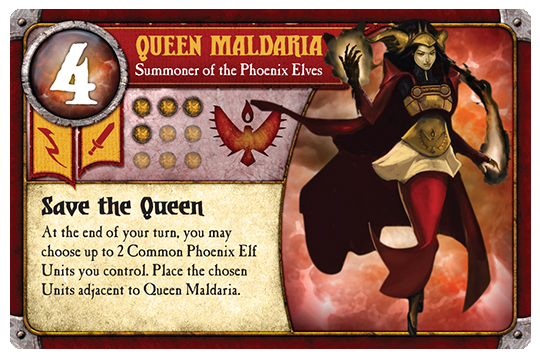 4
QUEEN MALDARIA
Summoner of the Phoenix Elves
Save the Queen
At the end of your turn, you may
choose up to 2 Common Phoenix Elf
Units you control. Place the chosen
Units adjacent to Queen Maldaria.